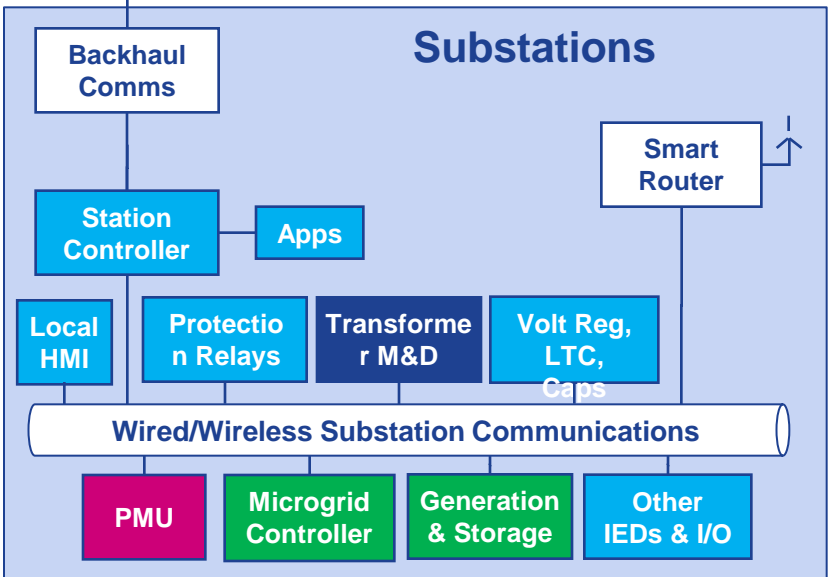 Substations
Backhaul
Comms
Smart
Router
Station
Controller
Apps
Local
HMI
Protectio
n Relays
Transforme
r M&D
Volt Reg,
LTC,
Caps
Wired/Wireless Substation Communications
PMU
Microgrid
Controller
Generation
& Storage
Other
IEDs & I/O